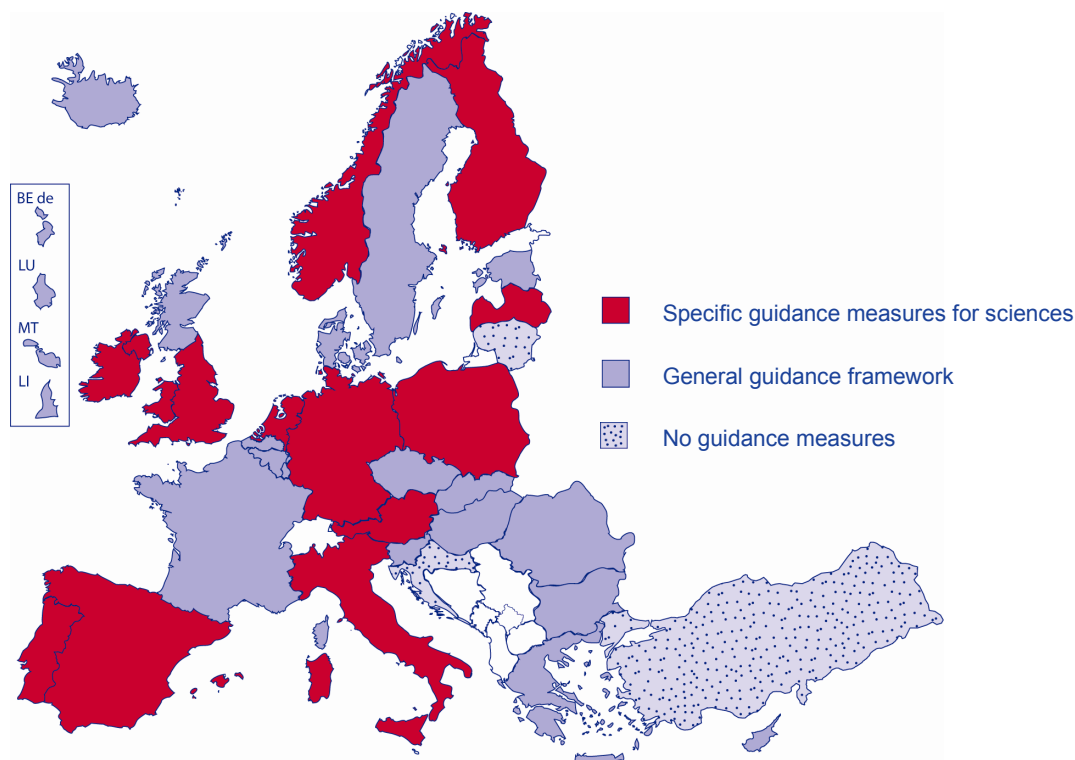 BE de
LU
MT
LI
Specific guidance measures for sciences
General guidance framework
No guidance measures